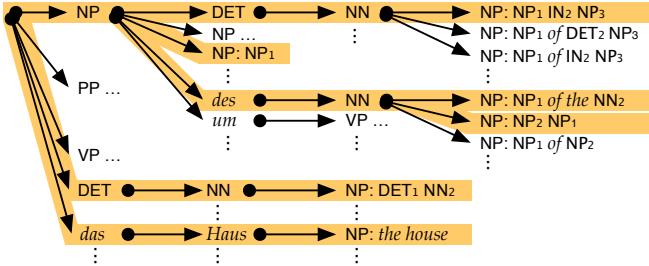 NP DET NN NP: NP₁ IN₂ NP₃
NP ... ⋮ NP: NP₁ of DET₂ NP₃
NP: NP₁ NP: NP₁ of IN₂ NP₃
⋮ ⋮
PP ...
des NN NP: NP₁ of the NN₂
um VP ... NP: NP₂ NP₁
⋮ ⋮ NP: NP₁ of NP₂
VP ... ⋮
DET NN NP: DET₁ NN₂
⋮ ⋮
das Haus NP: the house
⋮ ⋮ ⋮